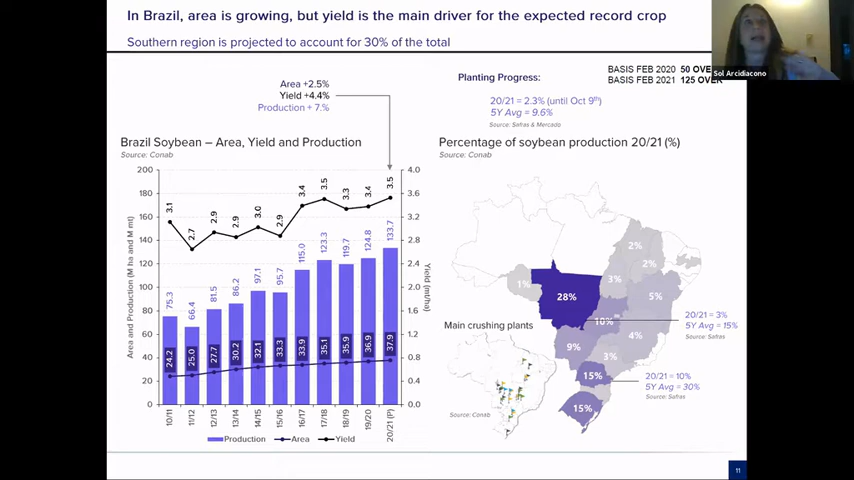 In Brazil, area is growing, but yield is the main driver for the expected record crop
Southern region is projected to account for 30% of the total
Sol Arcidiacono
BASIS FEB 2020 50 OVER
BASIS FEB 2021 125 OVER
Planting Progress:
20/21 = 2.3% (until Oct 9th)
5Y Avg = 9.6%
Source: Safras & Mercado
Area +2.5%
Yield +4.4%
Production + 7.%
Brazil Soybean – Area, Yield and Production
Source: Conab
Area and Production (M ha and M mt)
200
180
160
140
120
100
80
60
40
20
0
4.0
3.6
3.2
2.8
2.4
2.0
1.6
1.2
0.8
0.4
0.0
Yield (mt/ha)
3.1 2.7 2.9 2.9 3.0 2.9 3.4 3.5 3.3 3.4 3.5
75.3 66.4 81.5 86.2 97.1 95.7 115.0 123.3 119.7 124.8 133.7
24.2 25.0 27.7 30.2 32.1 33.3 33.9 35.1 35.9 36.9 37.9
10/11 11/12 12/13 13/14 14/15 15/16 16/17 17/18 18/19 19/20 20/21 (P)
Production Area Yield
Percentage of soybean production 20/21 (%)
Source: Conab
2%
2%
3%
1%
28%
5%
10%
4%
9%
3%
15%
15%
20/21 = 3%
5Y Avg = 15%
Source: Safras
20/21 = 10%
5Y Avg = 30%
Source: Safras
Main crushing plants
Source: Conab
11